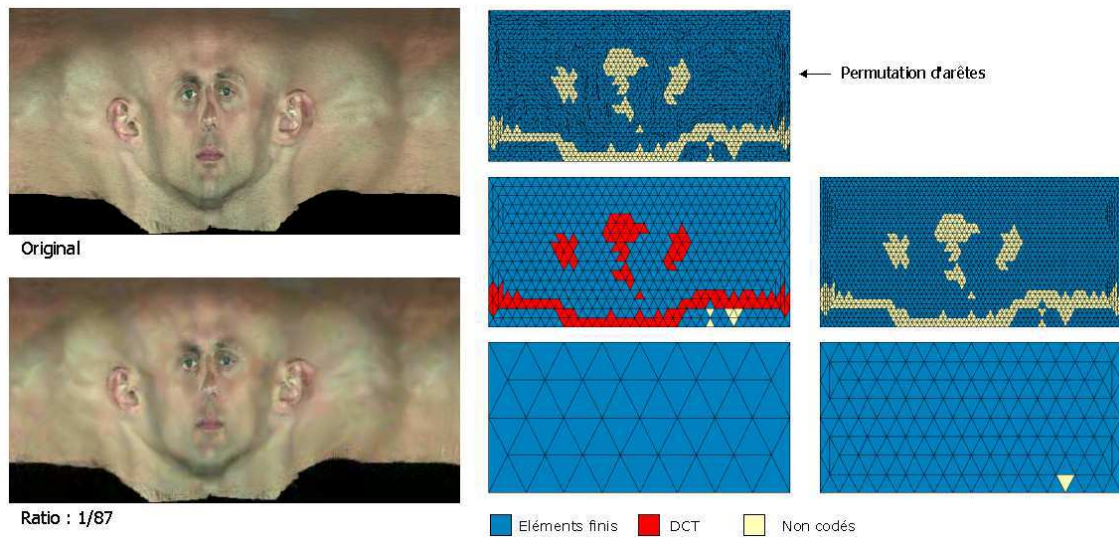 Original
Ratio : 1/87
Permutation d'arêtes
Eléments finis
DCT
Non codés